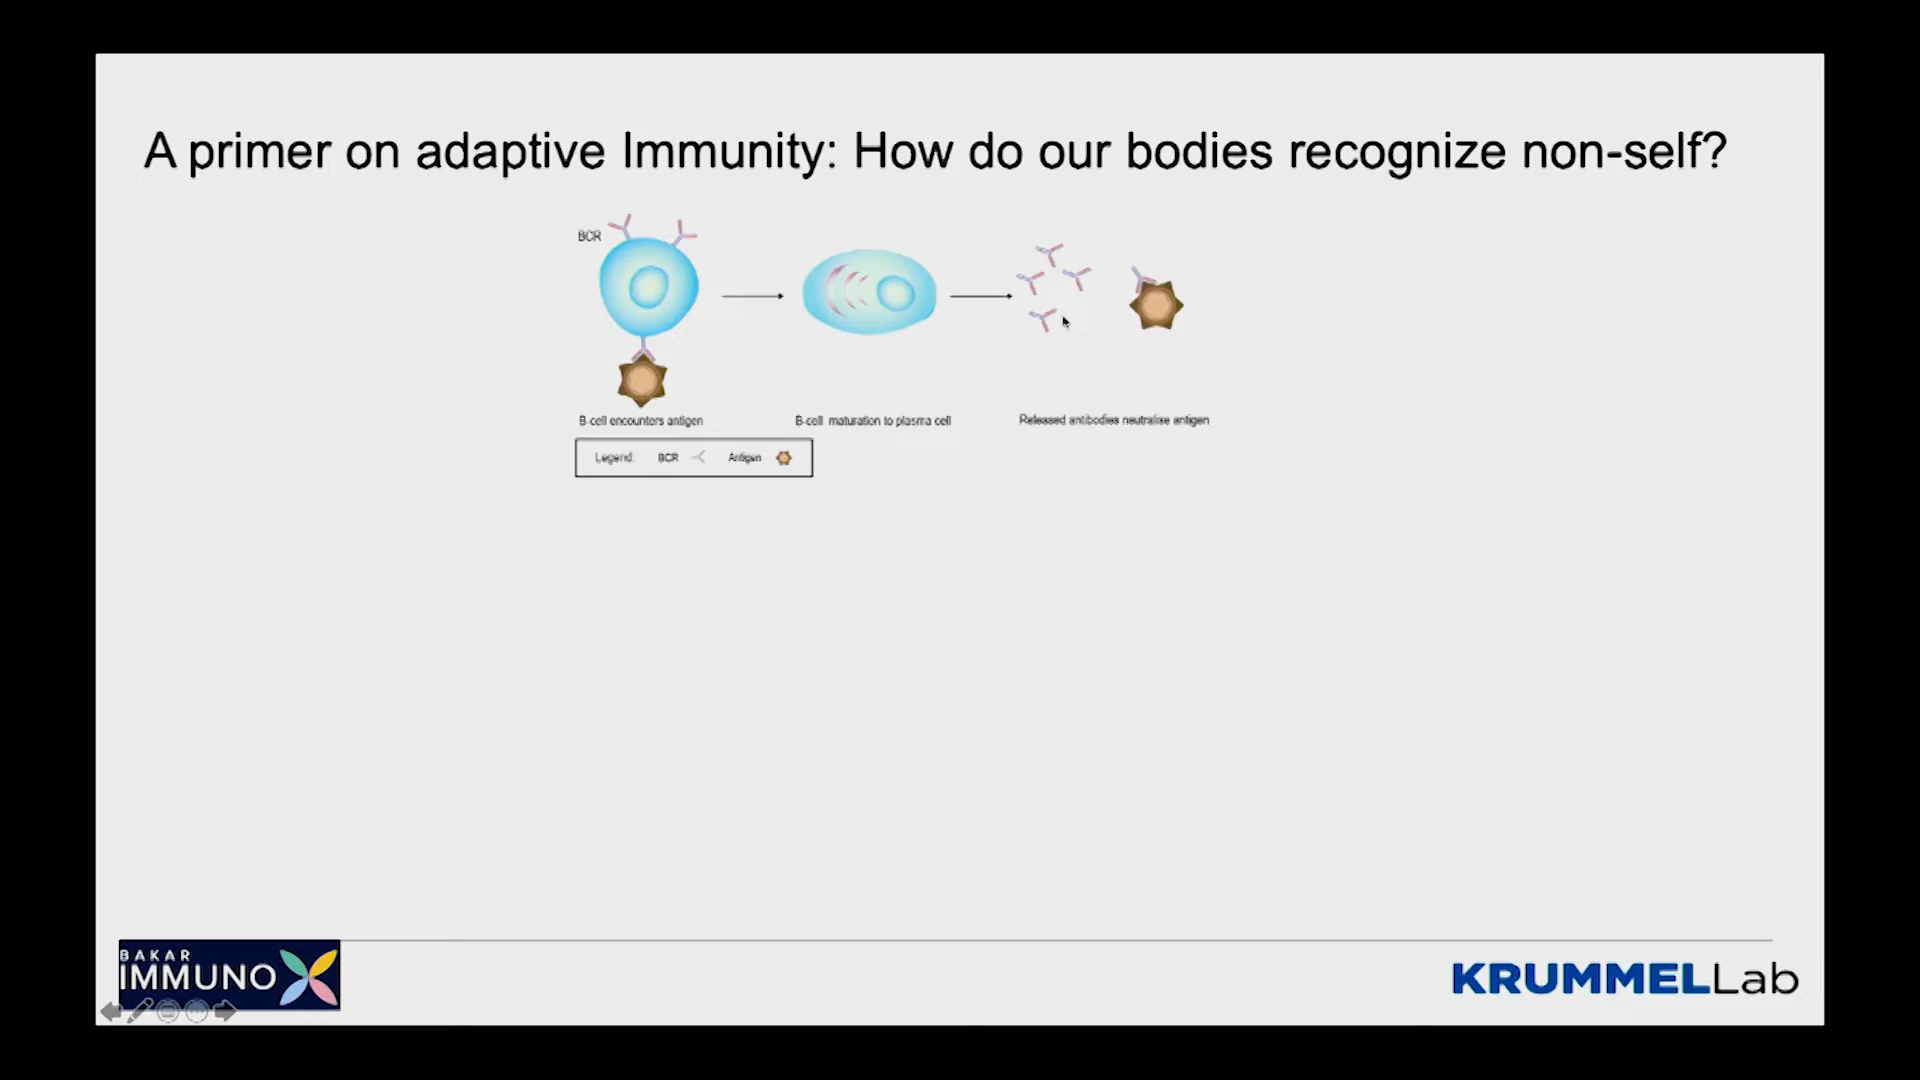 A primer on adaptive Immunity: How do our bodies recognize non-self?
BCR
B-cell encounters antigen
B-cell maturation to plasma cell
Released antibodies neutralise antigen
Legend: BCR Antigen
BAKAR
IMMUNOX
KRUMMELLab